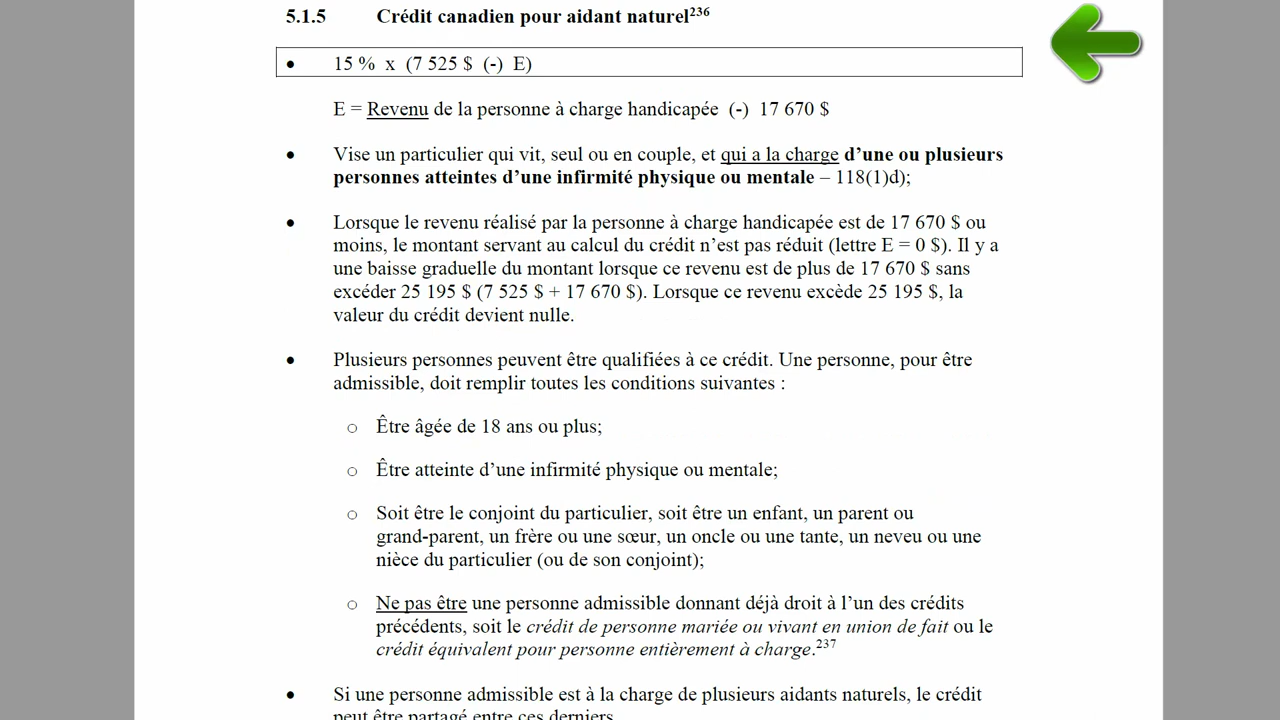 5.1.5 Crédit canadien pour aidant naturel236
• 15 % x (7 525 $ (-) E)
E = Revenu de la personne à charge handicapée (-) 17 670 $
• Vise un particulier qui vit, seul ou en couple, et qui a la charge d'une ou plusieurs
personnes atteintes d'une infirmité physique ou mentale – 118(1)d);
• Lorsque le revenu réalisé par la personne à charge handicapée est de 17 670 $ ou
moins, le montant servant au calcul du crédit n'est pas réduit (lettre E = 0 $). Il y a
une baisse graduelle du montant lorsque ce revenu est de plus de 17 670 $ sans
excéder 25 195 $ (7 525 $ + 17 670 $). Lorsque ce revenu excède 25 195 $, la
valeur du crédit devient nulle.
• Plusieurs personnes peuvent être qualifiées à ce crédit. Une personne, pour être
admissible, doit remplir toutes les conditions suivantes :
○ Être âgée de 18 ans ou plus;
○ Être atteinte d'une infirmité physique ou mentale;
○ Soit être le conjoint du particulier, soit être un enfant, un parent ou
grand-parent, un frère ou une sœur, un oncle ou une tante, un neveu ou une
nièce du particulier (ou de son conjoint);
○ Ne pas être une personne admissible donnant déjà droit à l'un des crédits
précédents, soit le crédit de personne mariée ou vivant en union de fait ou le
crédit équivalent pour personne entièrement à charge.237
• Si une personne admissible est à la charge de plusieurs aidants naturels, le crédit
peut être partagé entre ces derniers.